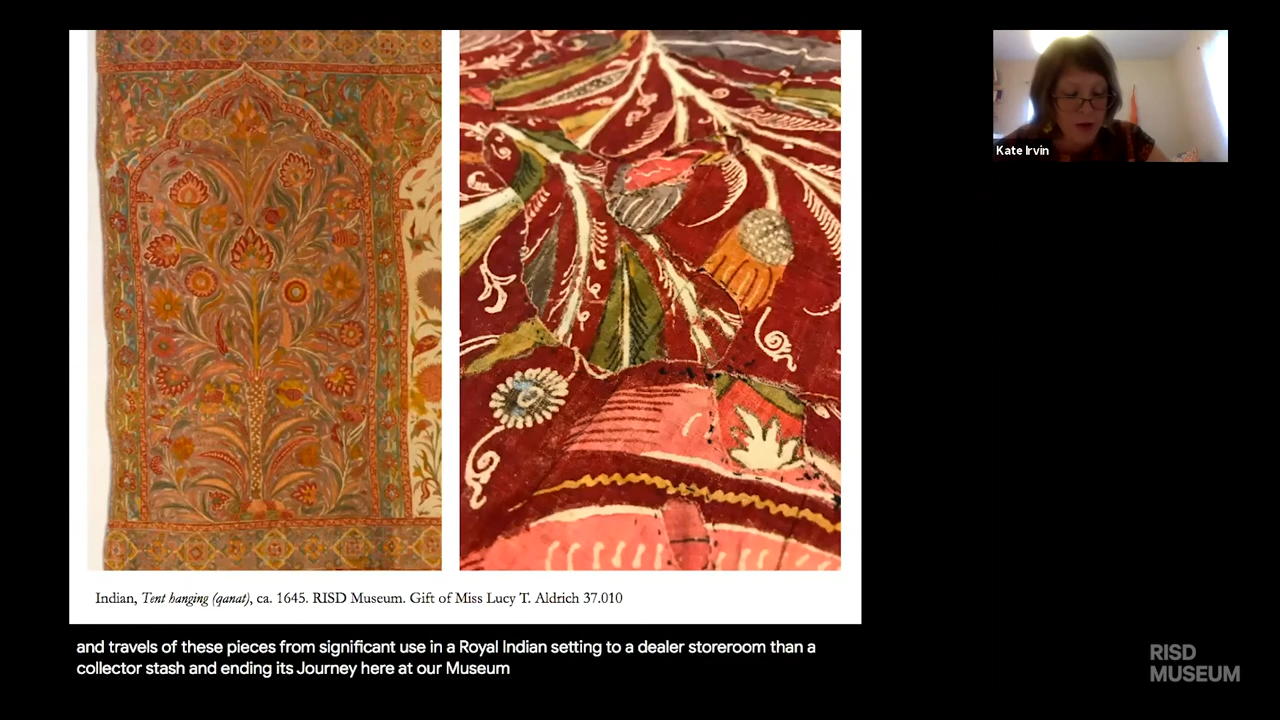 Kate Irvin
Indian, Tent hanging (qanat), ca. 1645. RISD Museum. Gift of Miss Lucy T. Aldrich 37.010
and travels of these pieces from significant use in a Royal Indian setting to a dealer storeroom than a
collector stash and ending its Journey here at our Museum
RISD
MUSEUM